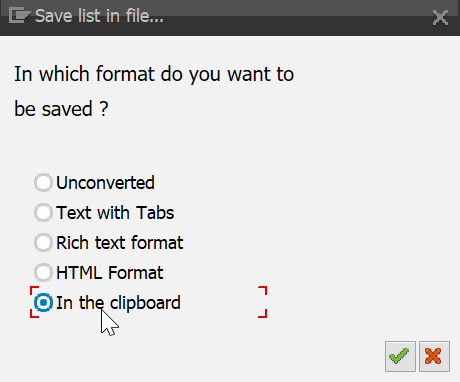 Save list in file...
In which format do you want to
be saved ?
Unconverted
Text with Tabs
Rich text format
HTML Format
In the clipboard